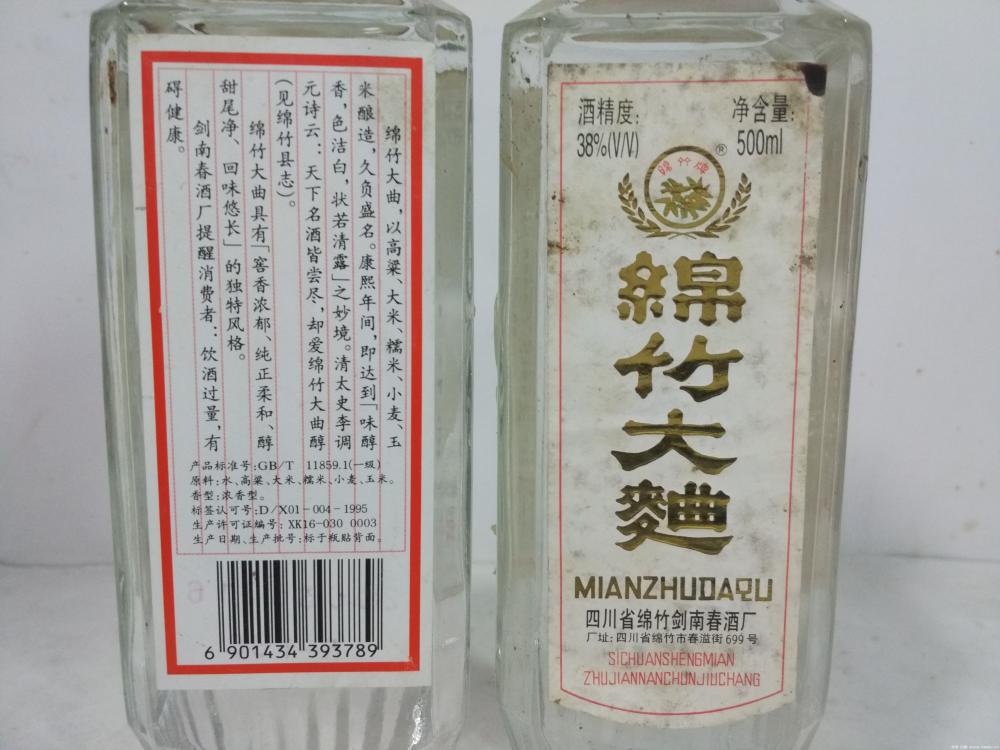 绵竹大曲，以高粱、大米、糯米、小麦、玉
米酿造，久负盛名。康熙年间，即达到「味醇
香，色洁白，状若清露」之妙境。清太史李调
元诗云：天下名酒皆尝尽，却爱绵竹大曲醇
(见绵竹县志)。
绵竹大曲具有「窖香浓郁、纯正柔和、醇
甜尾净、回味悠长」的独特风格。
剑南春酒厂提醒消费者：饮酒过量，有
碍健康。
产品标准号:GB/T 11859.1(一级)
原料:水、高粱、大米、糯米、小麦、玉米。
香型:浓香型。
标签认可号:D/X01-004-1995
生产许可证编号: XK16-030 0003
生产日期、生产批号:标于瓶贴背面。
6 901434 393789
酒精度:
38%(V/V)
净含量:
500ml
綿竹牌
®
綿竹大麯
MIANZHUDAQU
四川省绵竹剑南春酒厂
厂址:四川省绵竹市春溢街699号
SICHUANSHENGMIAN
ZHUJIANNANCHUNJIUCHANG